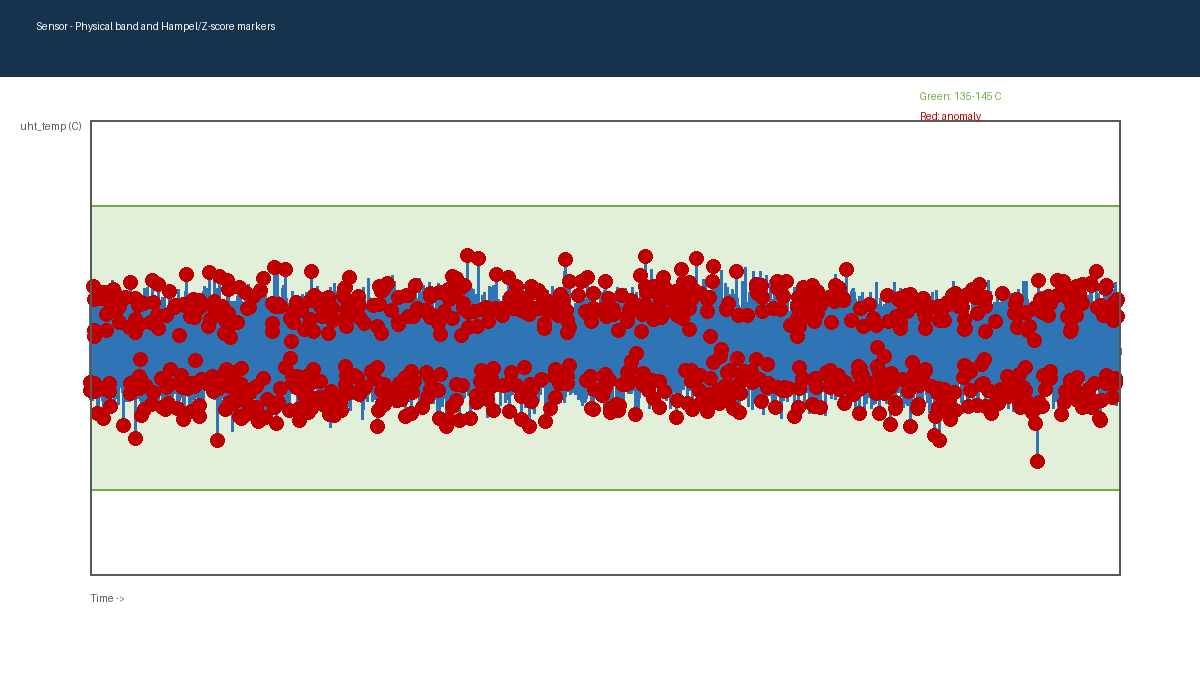 Sensor - Physical band and Hampel/Z-score markers
Green: 135-145 C
Red: anomaly
uht_temp (C)
Time ->